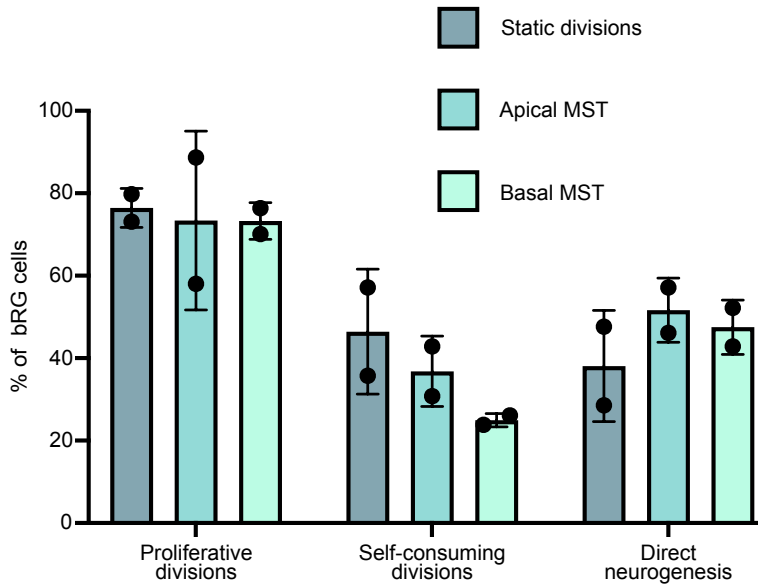 Static divisions
Apical MST
Basal MST
% of bRG cells
100
80
60
40
20
0
Proliferative
divisions
Self-consuming
divisions
Direct
neurogenesis